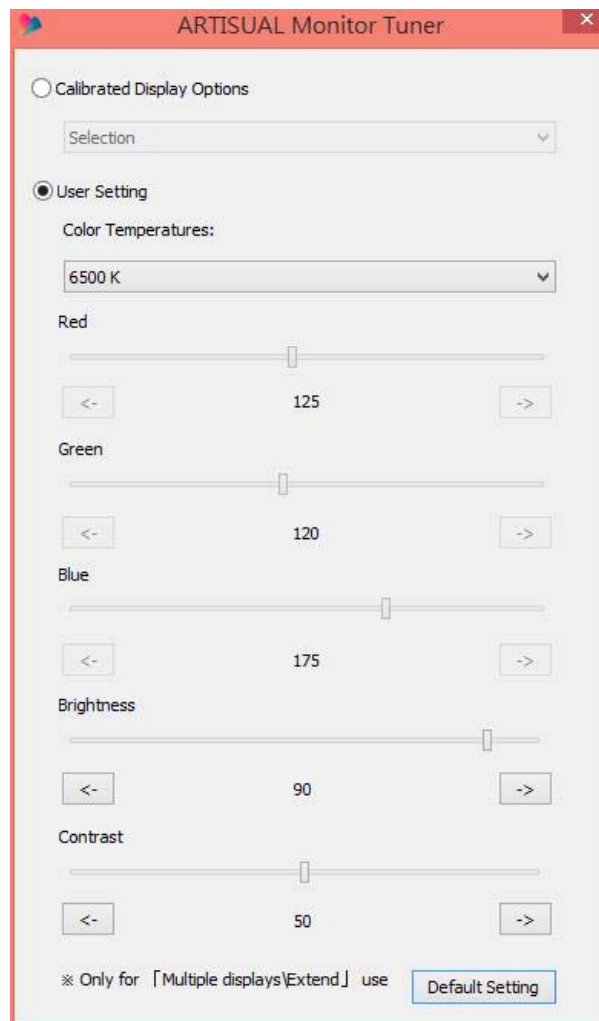 ARTISUAL Monitor Tuner
Calibrated Display Options
Selection
User Setting
Color Temperatures:
6500 K
Red
<- 125 ->
Green
<- 120 ->
Blue
<- 175 ->
Brightness
<- 90 ->
Contrast
<- 50 ->
※ Only for 「Multiple displays\Extend」 use Default Setting